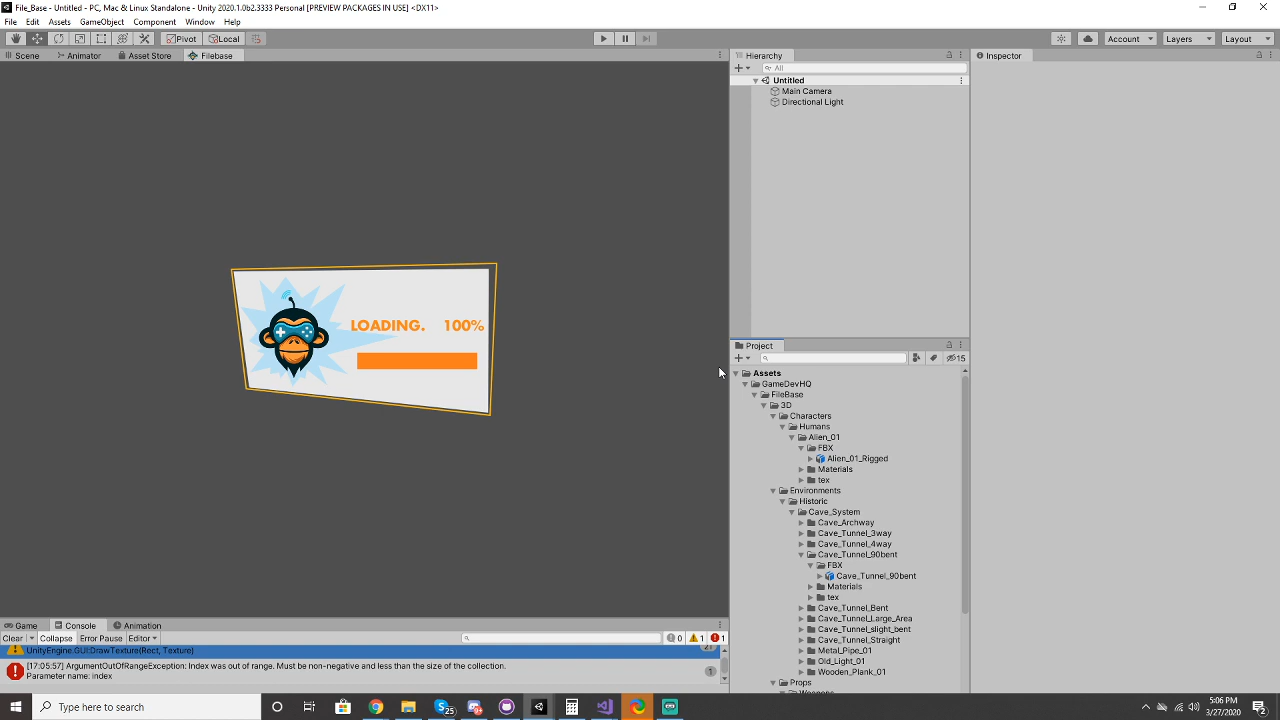 File_Base - Untitled - PC, Mac & Linux Standalone - Unity 2020.1.0b2.3333 Personal [PREVIEW PACKAGES IN USE] <DX11>
File Edit Assets GameObject Component Window Help
Pivot Local Account Layers Layout
Scene Animator Asset Store Filebase Hierarchy Inspector
All
Untitled
Main Camera
Directional Light
LOADING. 100%
Project
15
Assets
GameDevHQ
FileBase
3D
Characters
Humans
Alien_01
FBX
Alien_01_Rigged
Materials
tex
Environments
Historic
Cave_System
Cave_Archway
Cave_Tunnel_3way
Cave_Tunnel_4way
Cave_Tunnel_90bent
FBX
Cave_Tunnel_90bent
Materials
tex
Cave_Tunnel_Bent
Cave_Tunnel_Large_Area
Cave_Tunnel_slight_bent
Cave_Tunnel_Straight
Metal_Pipe_01
Old_Light_01
Wooden_Plank_01
Props
Weapons
Game Console Animation
Clear Collapse Error Pause Editor 0 1 1
UnityEngine.GUI:DrawTexture(Rect, Texture)
[17:05:57] ArgumentOutOfRangeException: Index was out of range. Must be non-negative and less than the size of the collection.
Parameter name: index
1
Type here to search
25
5:06 PM
3/27/2020
2